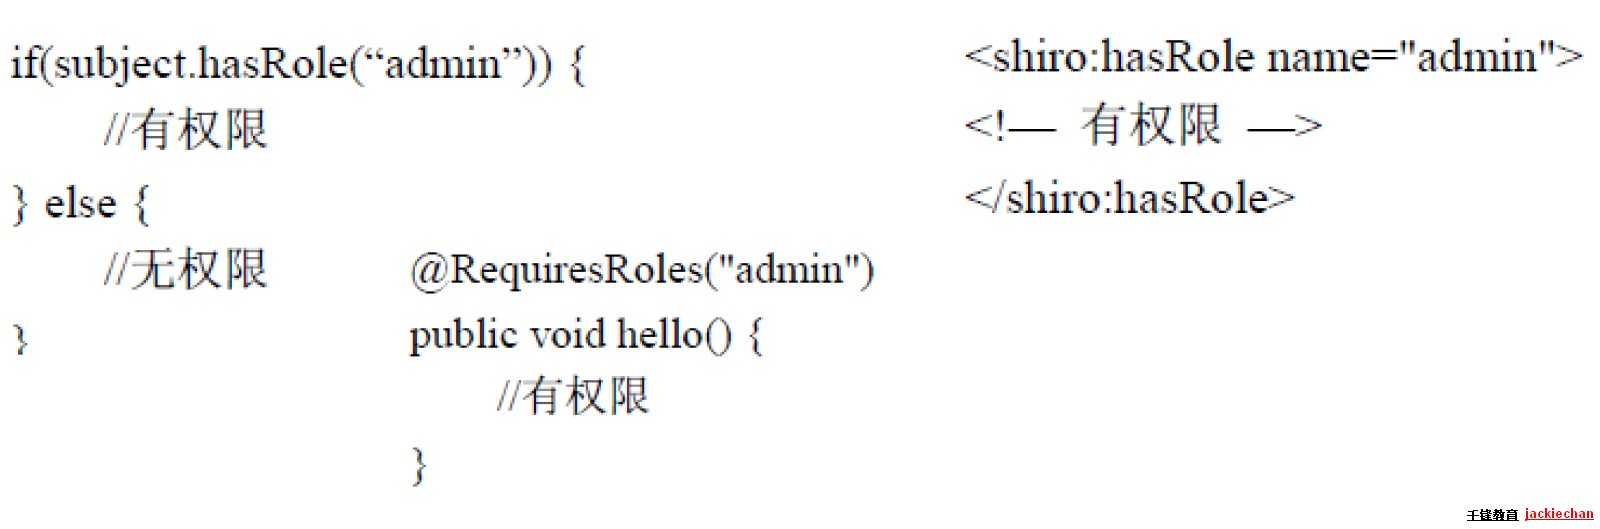 if(subject.hasRole(“admin”)) {
//有权限
} else {
//无权限
}
@RequiresRoles("admin")
public void hello() {
//有权限
}
<shiro:hasRole name="admin">
<!— 有权限 —>
</shiro:hasRole>
千锋教育 jackiechan